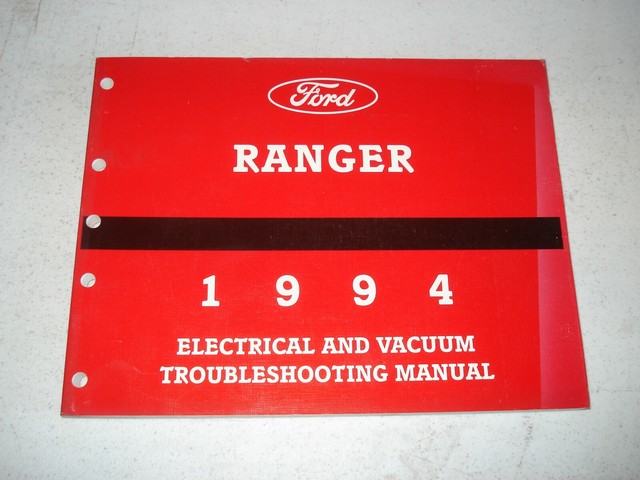 Ford
RANGER
1 9 9 4
ELECTRICAL AND VACUUM
TROUBLESHOOTING MANUAL